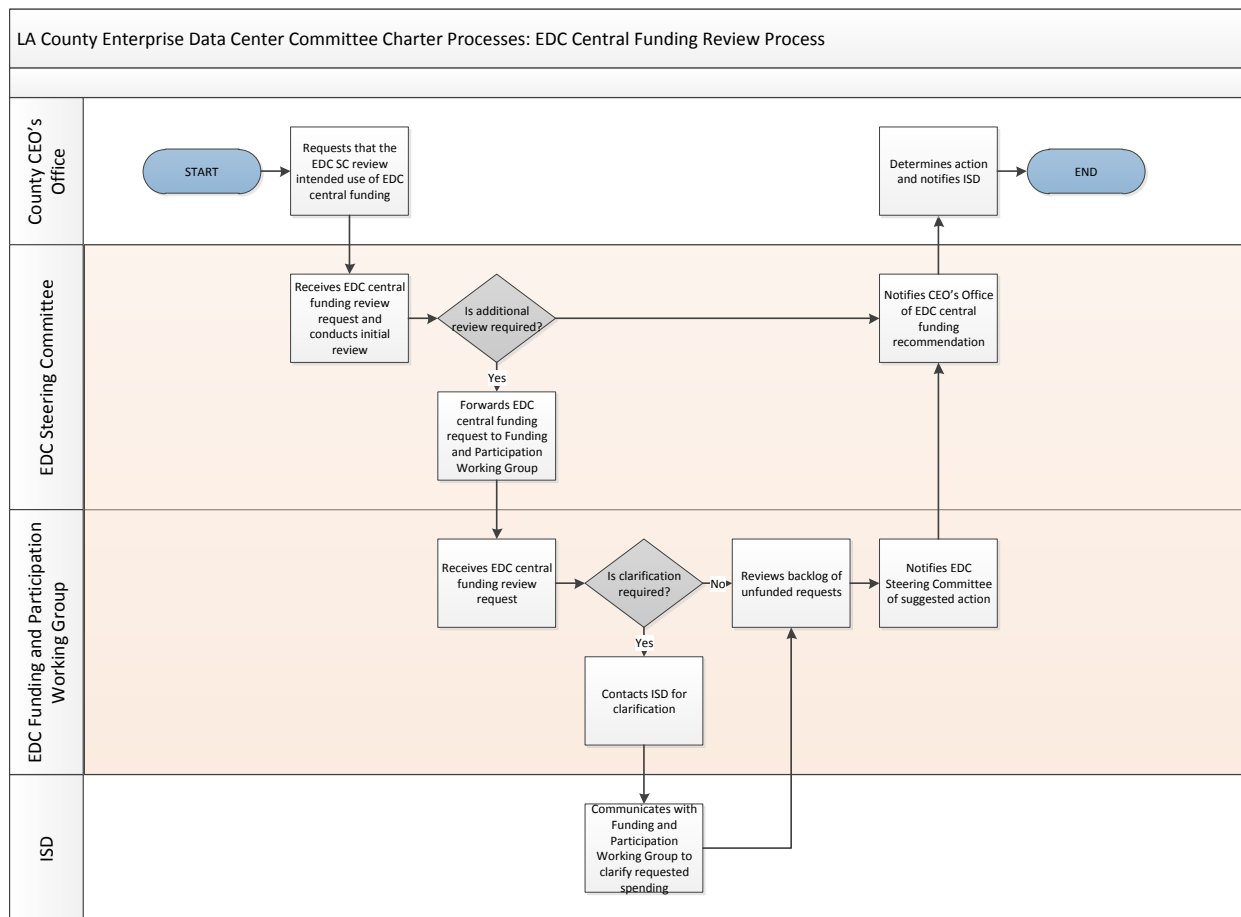 LA County Enterprise Data Center Committee Charter Processes: EDC Central Funding Review Process
County CEO's
Office
START
Requests that the
EDC SC review
intended use of EDC
central funding
Determines action
and notifies ISD
END
EDC Steering Committee
Receives EDC central
funding review
request and
conducts initial
review
Is additional
review required?
Notifies CEO's Office
of EDC central
funding
recommendation
Yes
Forwards EDC
central funding
request to Funding
and Participation
Working Group
EDC Funding and Participation
Working Group
Receives EDC central
funding review
request
Is clarification
required?
No
Reviews backlog of
unfunded requests
Notifies EDC
Steering Committee
of suggested action
Yes
Contacts ISD for
clarification
ISD
Communicates with
Funding and
Participation
Working Group to
clarify requested
spending